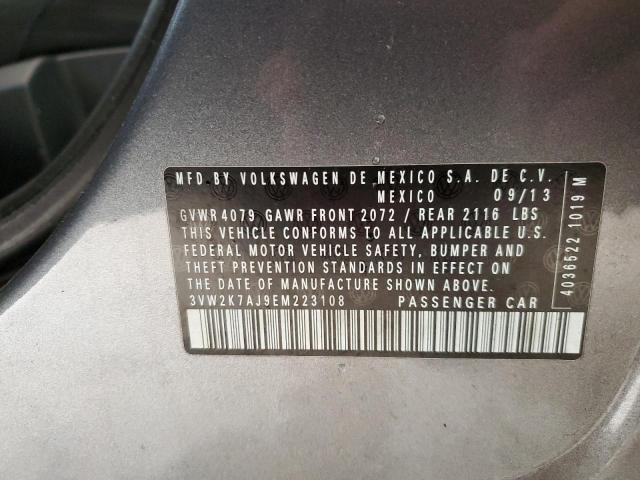 MFD.BY VOLKSWAGEN DE MEXICO S.A. DE C.V.
MEXICO 09/13
GVWR 4079 GAWR FRONT 2072 / REAR 2116 LBS
THIS VEHICLE CONFORMS TO ALL APPLICABLE U.S.
FEDERAL MOTOR VEHICLE SAFETY, BUMPER AND
THEFT PREVENTION STANDARDS IN EFFECT ON
THE DATE OF MANUFACTURE SHOWN ABOVE.
3VW2K7AJ9EM223108 PASSENGER CAR
4036522 1019 M